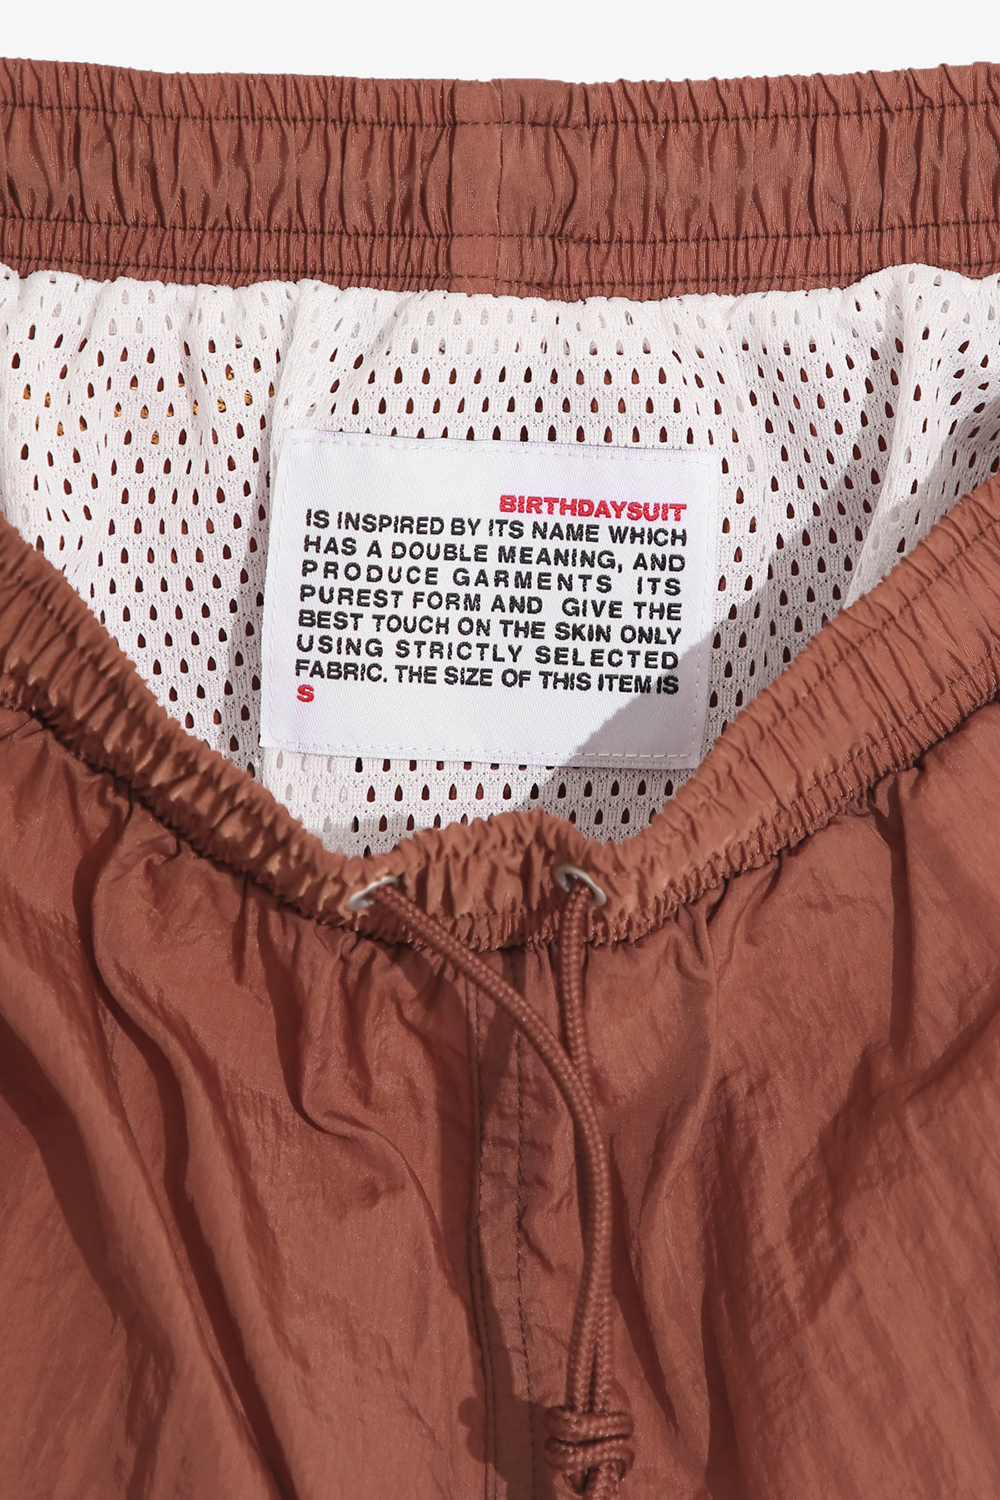 BIRTHDAYSUIT
IS INSPIRED BY ITS NAME WHICH
HAS A DOUBLE MEANING, AND
PRODUCE GARMENTS ITS
PUREST FORM AND GIVE THE
BEST TOUCH ON THE SKIN ONLY
USING STRICTLY SELECTED
FABRIC. THE SIZE OF THIS ITEM IS
S